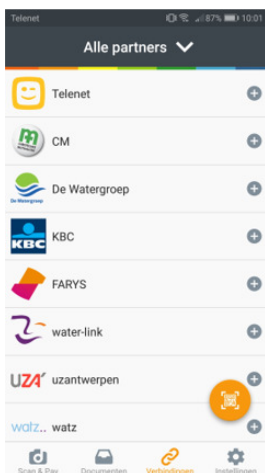 Telenet 87% 10:01
Alle partners
Telenet
CM
De Watergroep
De Watergroep
KBC
KBC
FARYS
water-link
UZA uzantwerpen
watz.. watz
Scan & Pay Documenten Verbindingen Instellingen